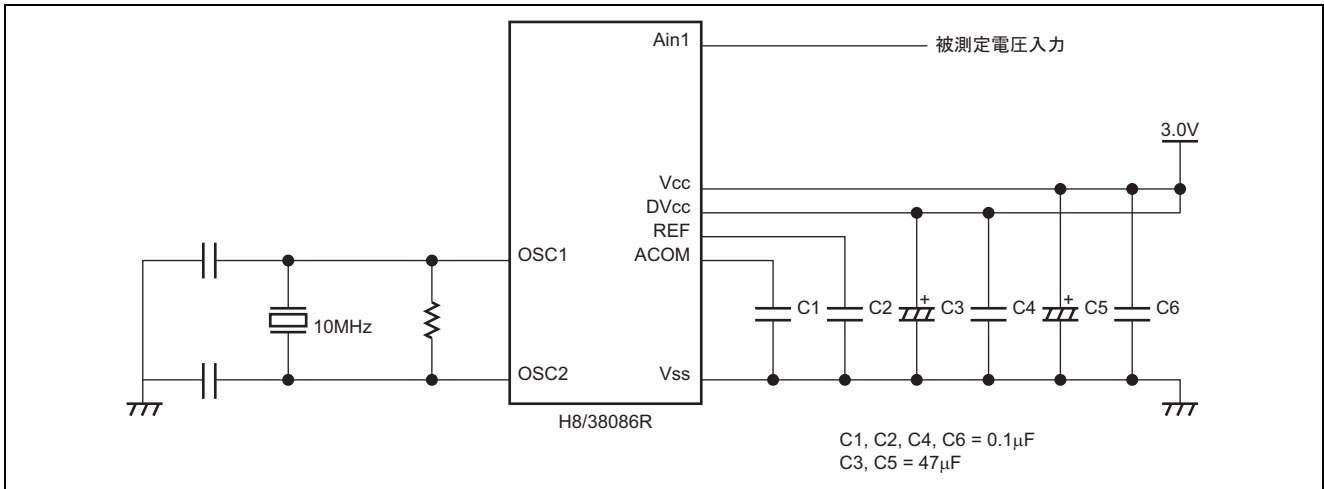 Ain1
被測定電圧入力
3.0V
Vcc
DVcc
REF
ACOM
OSC1
OSC2
10MHz
C1
C2
+
C3
C4
+
C5
C6
Vss
H8/38086R
C1, C2, C4, C6 = 0.1μF
C3, C5 = 47μF